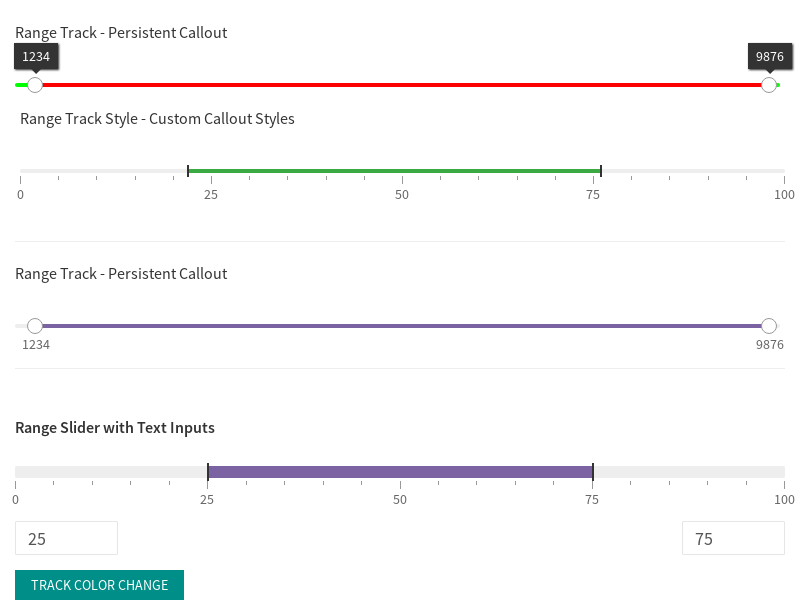 Range Track - Persistent Callout
1234 9876
Range Track Style - Custom Callout Styles
0 25 50 75 100
Range Track - Persistent Callout
1234 9876
Range Slider with Text Inputs
0 25 50 75 100
25 75
TRACK COLOR CHANGE